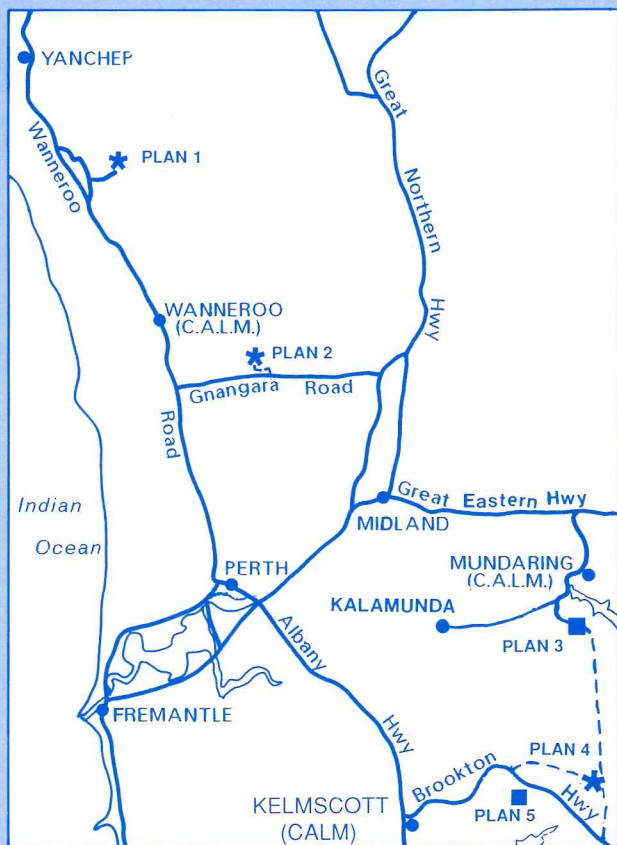 YANCHEP
Great
Wanneroo
PLAN 1
Northern
WANNEROO
(C.A.L.M.)
Hwy
PLAN 2
Gnangara Road
Road
Great Eastern Hwy
Indian
Ocean
MIDLAND
MUNDARING
(C.A.L.M.)
PERTH
KALAMUNDA
Albany
PLAN 3
FREMANTLE
Hwy
PLAN 4
Brookton
KELMSCOTT
(CALM)
PLAN 5
Hwy